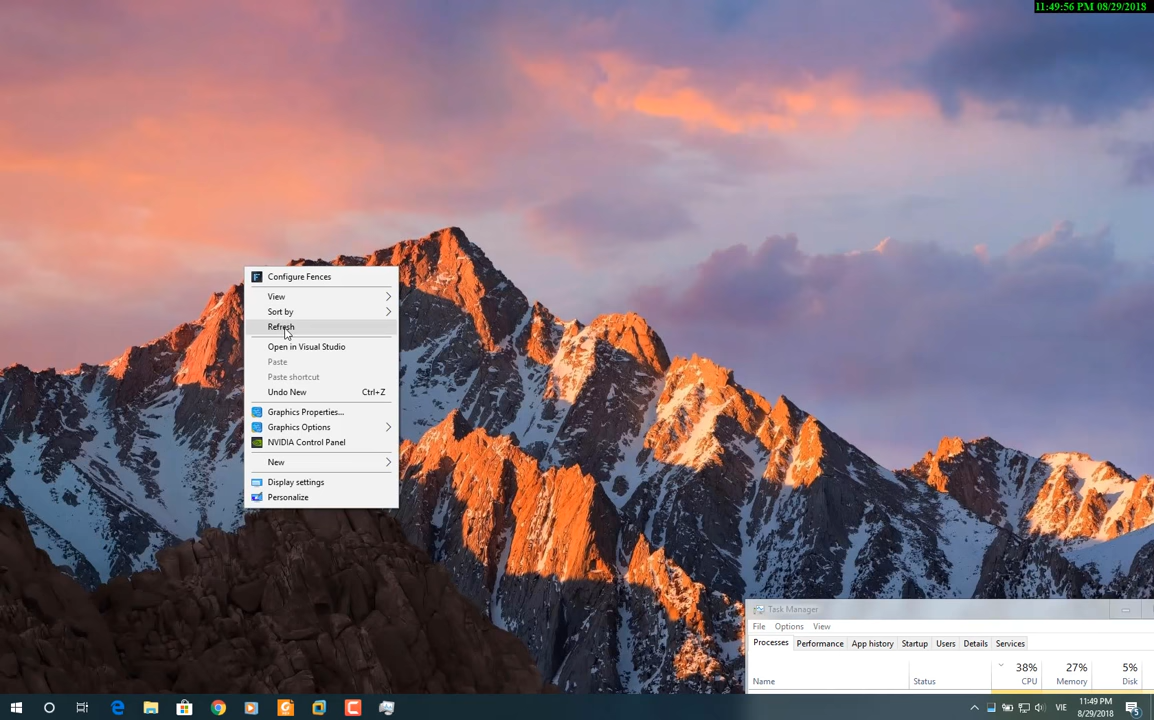 11:49:56 PM 08/29/2018
Configure Fences
View
Sort by
Refresh
Open in Visual Studio
Paste
Paste shortcut
Undo New Ctrl+Z
Graphics Properties...
Graphics Options
NVIDIA Control Panel
New
Display settings
Personalize
Task Manager
File Options View
Processes Performance App history Startup Users Details Services
38% 27% 5%
Name Status CPU Memory Disk
VIE
11:49 PM
8/29/2018
5